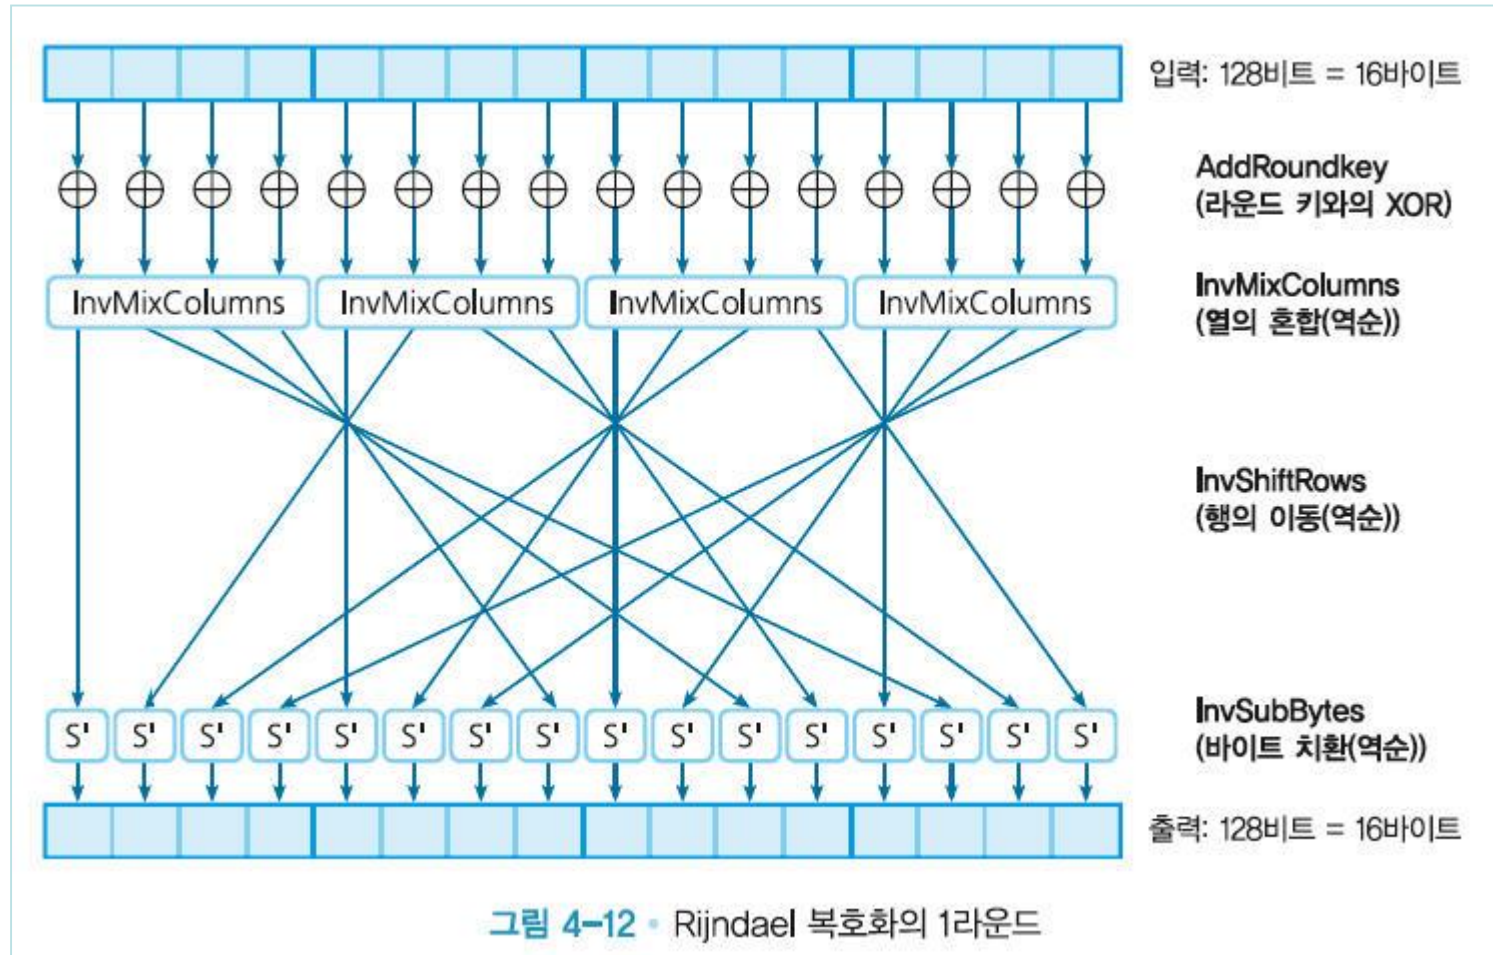 입력: 128비트 = 16바이트
AddRoundkey
(라운드 키와의 XOR)
InvMixColumns InvMixColumns InvMixColumns InvMixColumns
InvMixColumns
(열의 혼합(역순))
InvShiftRows
(행의 이동(역순))
S' S' S' S' S' S' S' S' S' S' S' S' S' S' S' S'
InvSubBytes
(바이트 치환(역순))
출력: 128비트 = 16바이트
그림 4-12 • Rijndael 복호화의 1라운드